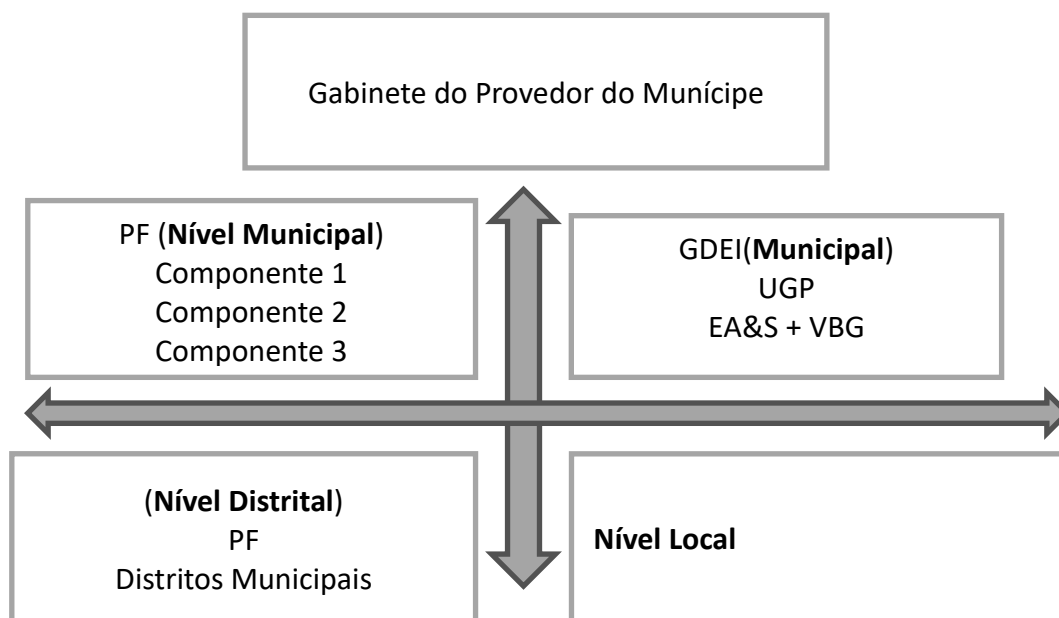 Gabinete do Provedor do Munícipe
PF (Nível Municipal)
Componente 1
Componente 2
Componente 3
GDEI(Municipal)
UGP
EA&S + VBG
(Nível Distrital)
PF
Distritos Municipais
Nível Local